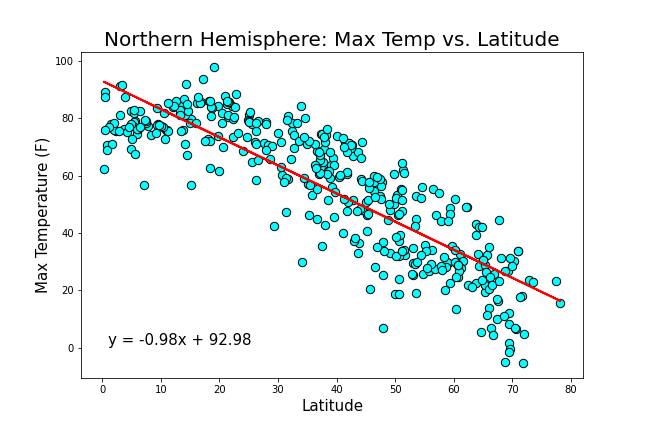 Northern Hemisphere: Max Temp vs. Latitude
100
80
60
40
20
0
Max Temperature (F)
y = -0.98x + 92.98
0 10 20 30 40 50 60 70 80
Latitude